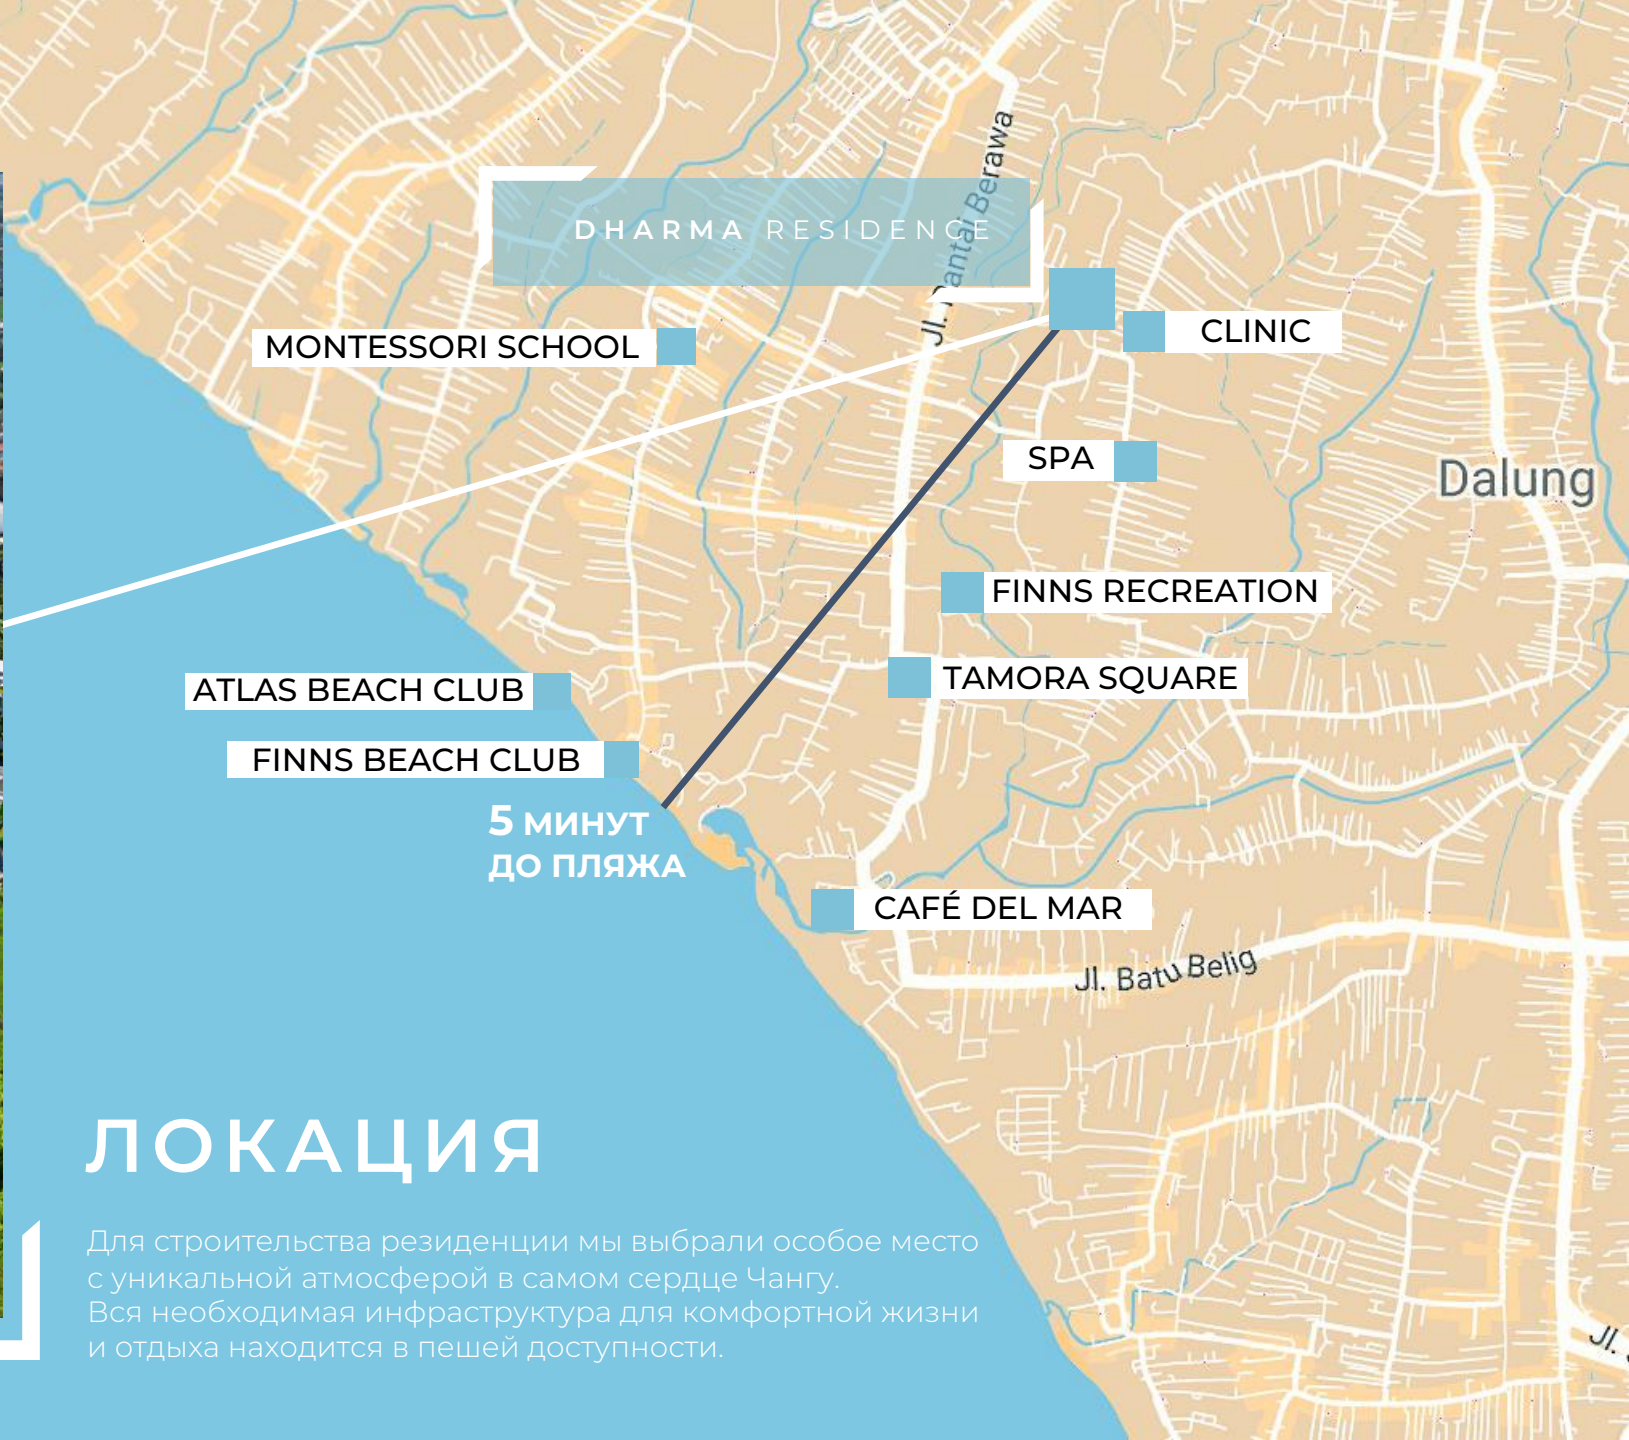 Jl. Pantai Berawa
DHARMA RESIDENCE
MONTESSORI SCHOOL
CLINIC
SPA
Dalung
FINNS RECREATION
TAMORA SQUARE
ATLAS BEACH CLUB
FINNS BEACH CLUB
5 МИНУТ
ДО ПЛЯЖА
CAFÉ DEL MAR
Jl. Batu Belig
ЛОКАЦИЯ
Для строительства резиденции мы выбрали особое место
с уникальной атмосферой в самом сердце Чангу.
Вся необходимая инфраструктура для комфортной жизни
и отдыха находится в пешей доступности.
Jl.